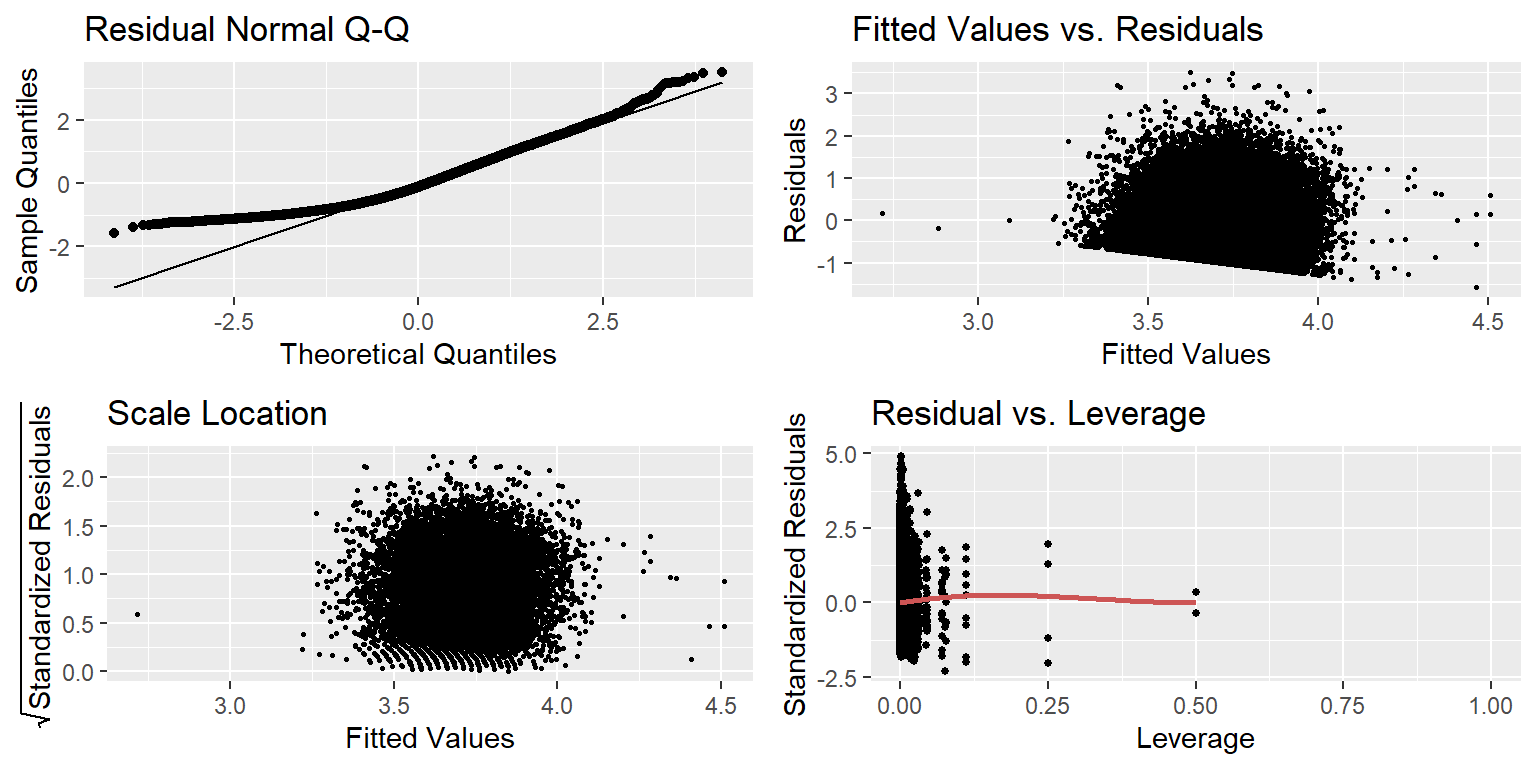 Residual Normal Q-Q
Sample Quantiles
2
0
-2
-2.5 0.0 2.5
Theoretical Quantiles
Fitted Values vs. Residuals
Residuals
3
2
1
0
-1
3.0 3.5 4.0 4.5
Fitted Values
Scale Location
√Standardized Residuals
2.0
1.5
1.0
0.5
0.0
3.0 3.5 4.0 4.5
Fitted Values
Residual vs. Leverage
Standardized Residuals
5.0
2.5
0.0
-2.5
0.00 0.25 0.50 0.75 1.00
Leverage